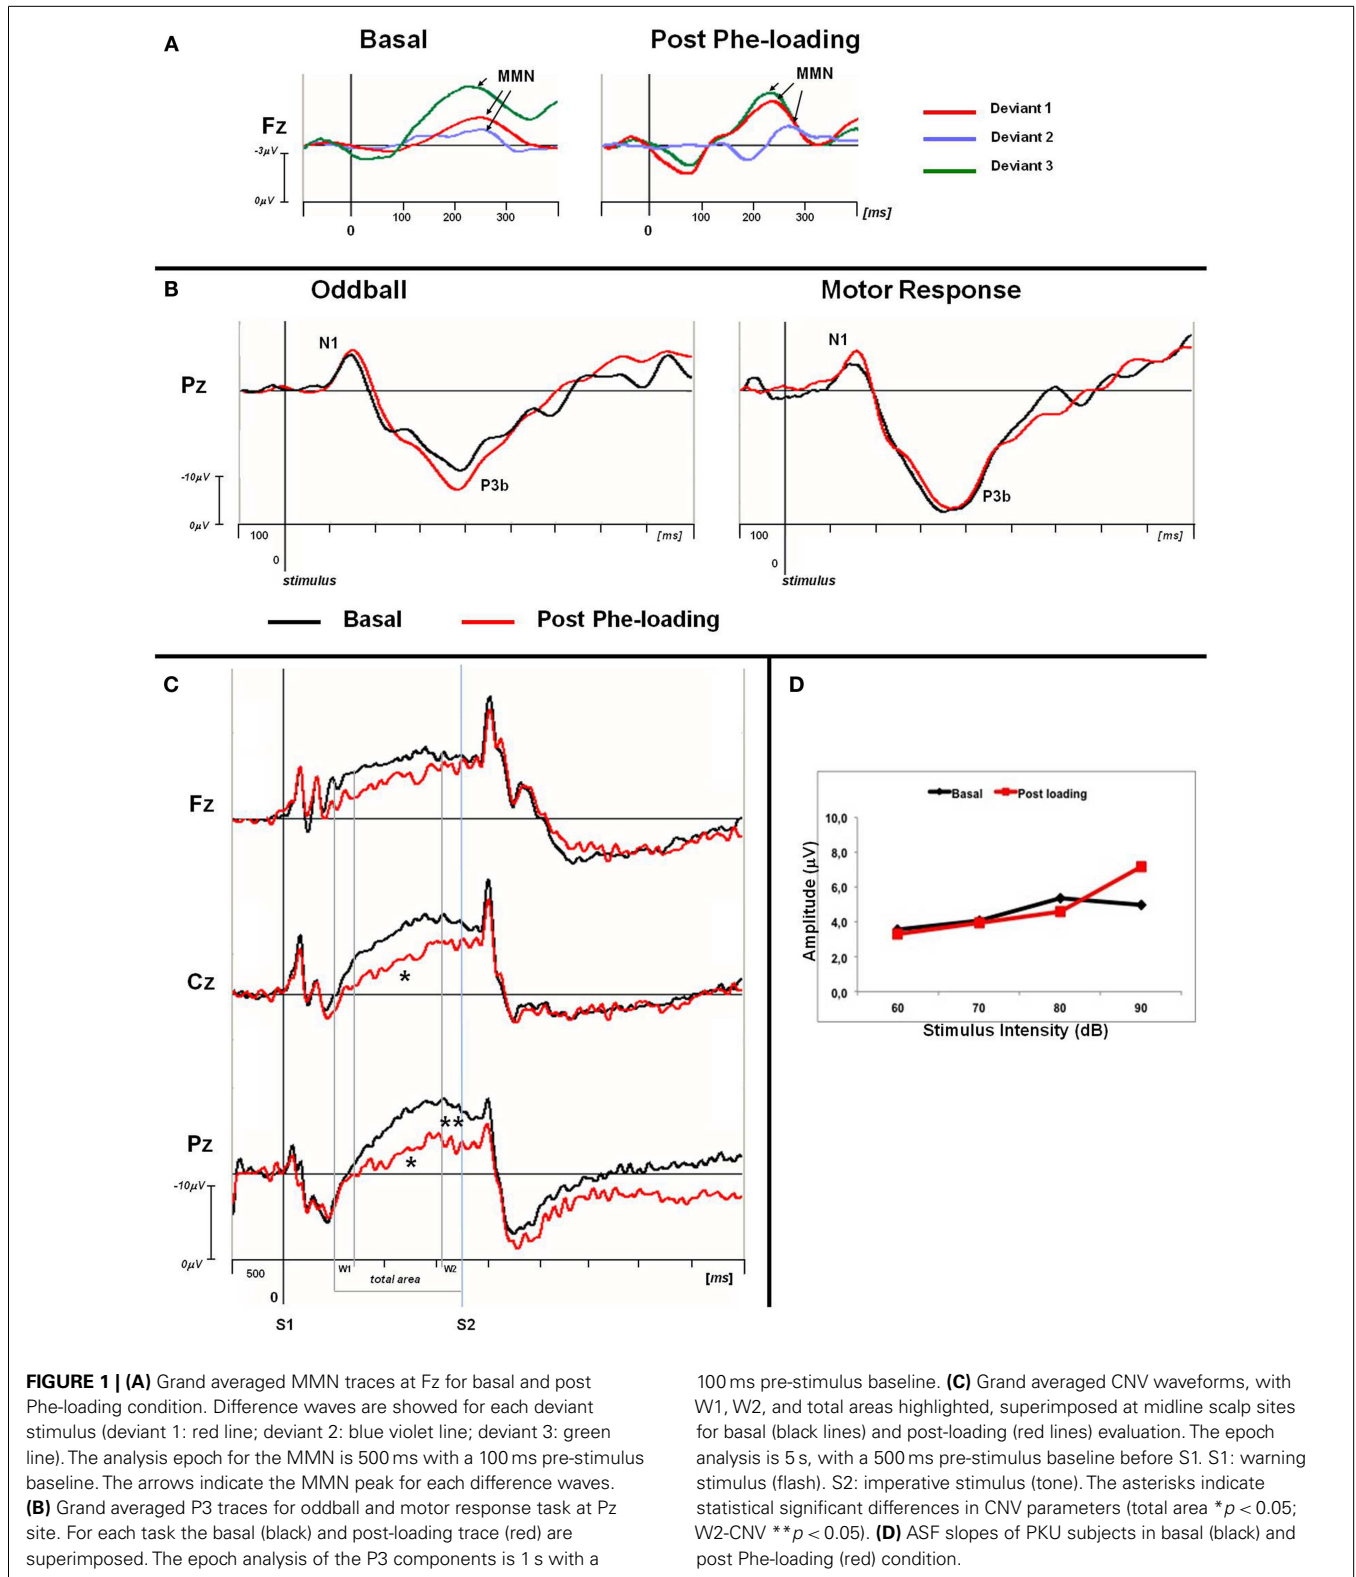 A
Basal
Post Phe-loading
MMN
MMN
Fz
-3µV
0µV
100
200
300
0
100
200
300
[ms]
0
Deviant 1
Deviant 2
Deviant 3
B
Oddball
Motor Response
N1
N1
Pz
P3b
P3b
-10µV
0µV
100
[ms]
0
stimulus
100
[ms]
0
stimulus
Basal
Post Phe-loading
C
Fz
Cz
*
Pz
**
*
-10µV
0µV
500
W1
W2
total area
[ms]
0
S1
S2
D
Basal
Post loading
Amplitude (µV)
10,0
8,0
6,0
4,0
2,0
0,0
60
70
80
90
Stimulus Intensity (dB)
FIGURE 1 | (A) Grand averaged MMN traces at Fz for basal and post
Phe-loading condition. Difference waves are showed for each deviant
stimulus (deviant 1: red line; deviant 2: blue violet line; deviant 3: green
line). The analysis epoch for the MMN is 500 ms with a 100 ms pre-stimulus
baseline. The arrows indicate the MMN peak for each difference waves.
(B) Grand averaged P3 traces for oddball and motor response task at Pz
site. For each task the basal (black) and post-loading trace (red) are
superimposed. The epoch analysis of the P3 components is 1 s with a
100 ms pre-stimulus baseline. (C) Grand averaged CNV waveforms, with
W1, W2, and total areas highlighted, superimposed at midline scalp sites
for basal (black lines) and post-loading (red lines) evaluation. The epoch
analysis is 5 s, with a 500 ms pre-stimulus baseline before S1. S1: warning
stimulus (flash). S2: imperative stimulus (tone). The asterisks indicate
statistical significant differences in CNV parameters (total area *p < 0.05;
W2-CNV **p < 0.05). (D) ASF slopes of PKU subjects in basal (black) and
post Phe-loading (red) condition.